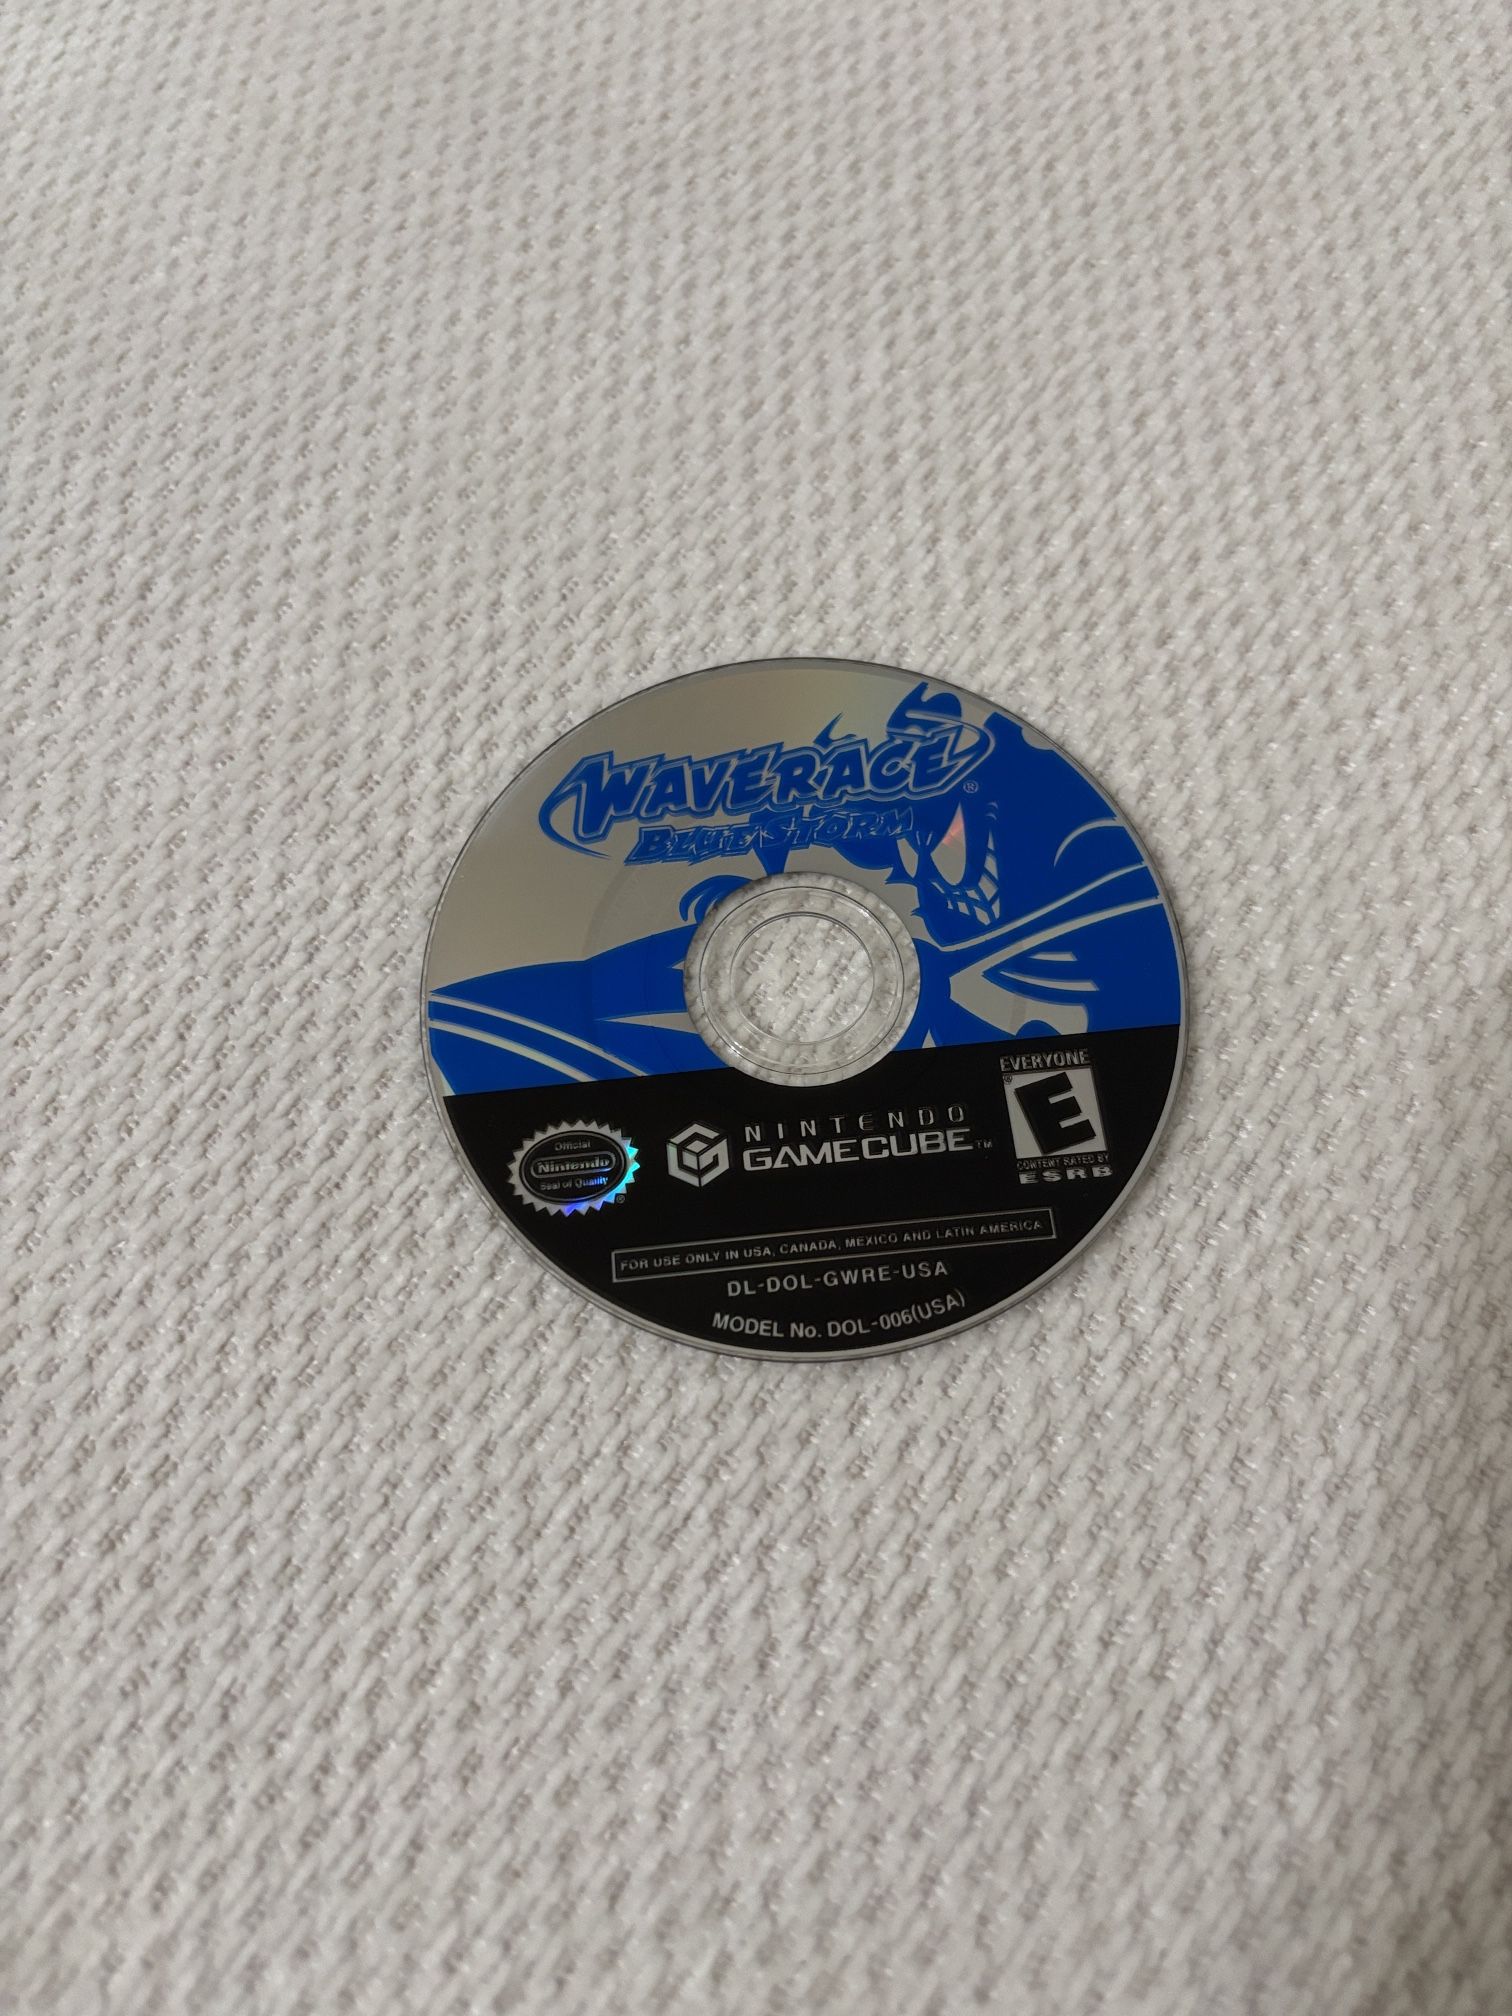 WAVERACE®
BLUE STORM
EVERYONE
E®
CONTENT RATED BY
ESRB
Official
Nintendo
Seal of Quality®
NINTENDO
GAMECUBE™
FOR USE ONLY IN USA, CANADA, MEXICO AND LATIN AMERICA
DL-DOL-GWRE-USA
MODEL No. DOL-006(USA)